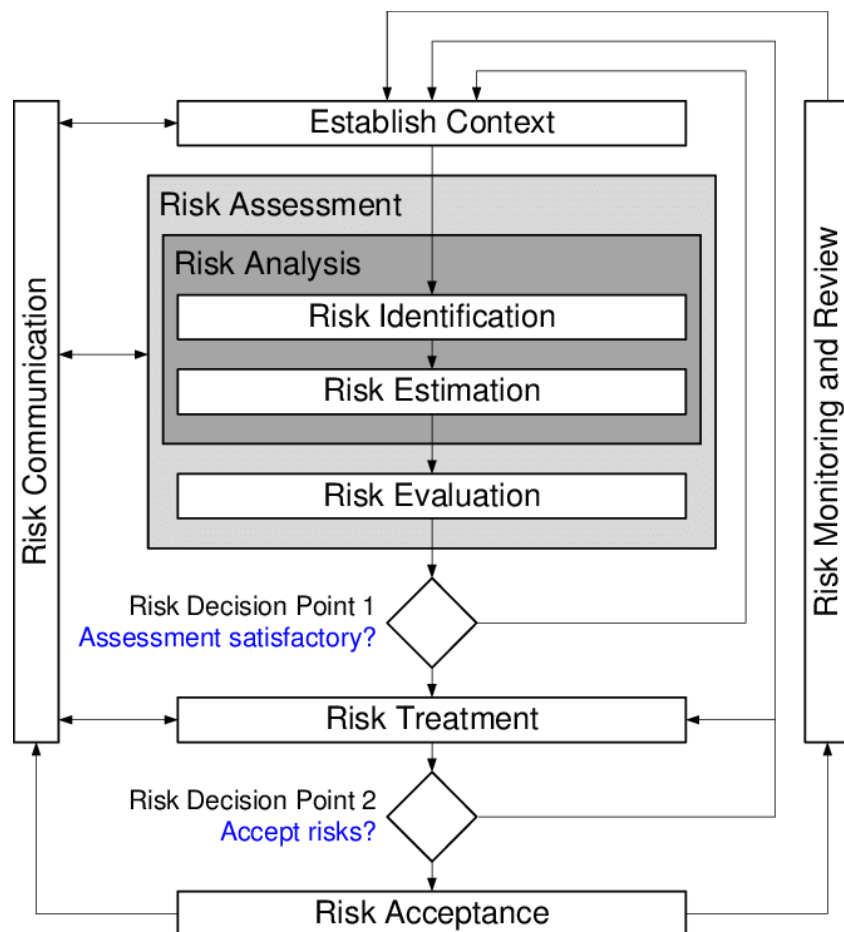 Establish Context
Risk Assessment
Risk Analysis
Risk Identification
Risk Estimation
Risk Evaluation
Risk Decision Point 1
Assessment satisfactory?
Risk Treatment
Risk Decision Point 2
Accept risks?
Risk Acceptance
Risk Communication
Risk Monitoring and Review